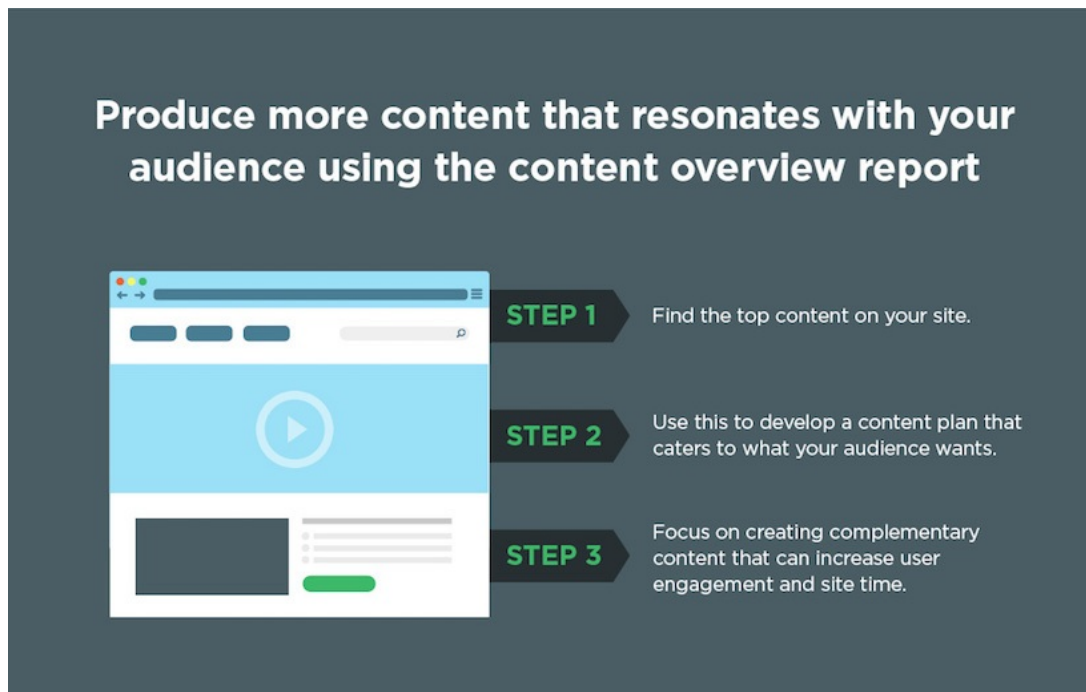 Produce more content that resonates with your
audience using the content overview report
STEP 1
Find the top content on your site.
STEP 2
Use this to develop a content plan that
caters to what your audience wants.
STEP 3
Focus on creating complementary
content that can increase user
engagement and site time.